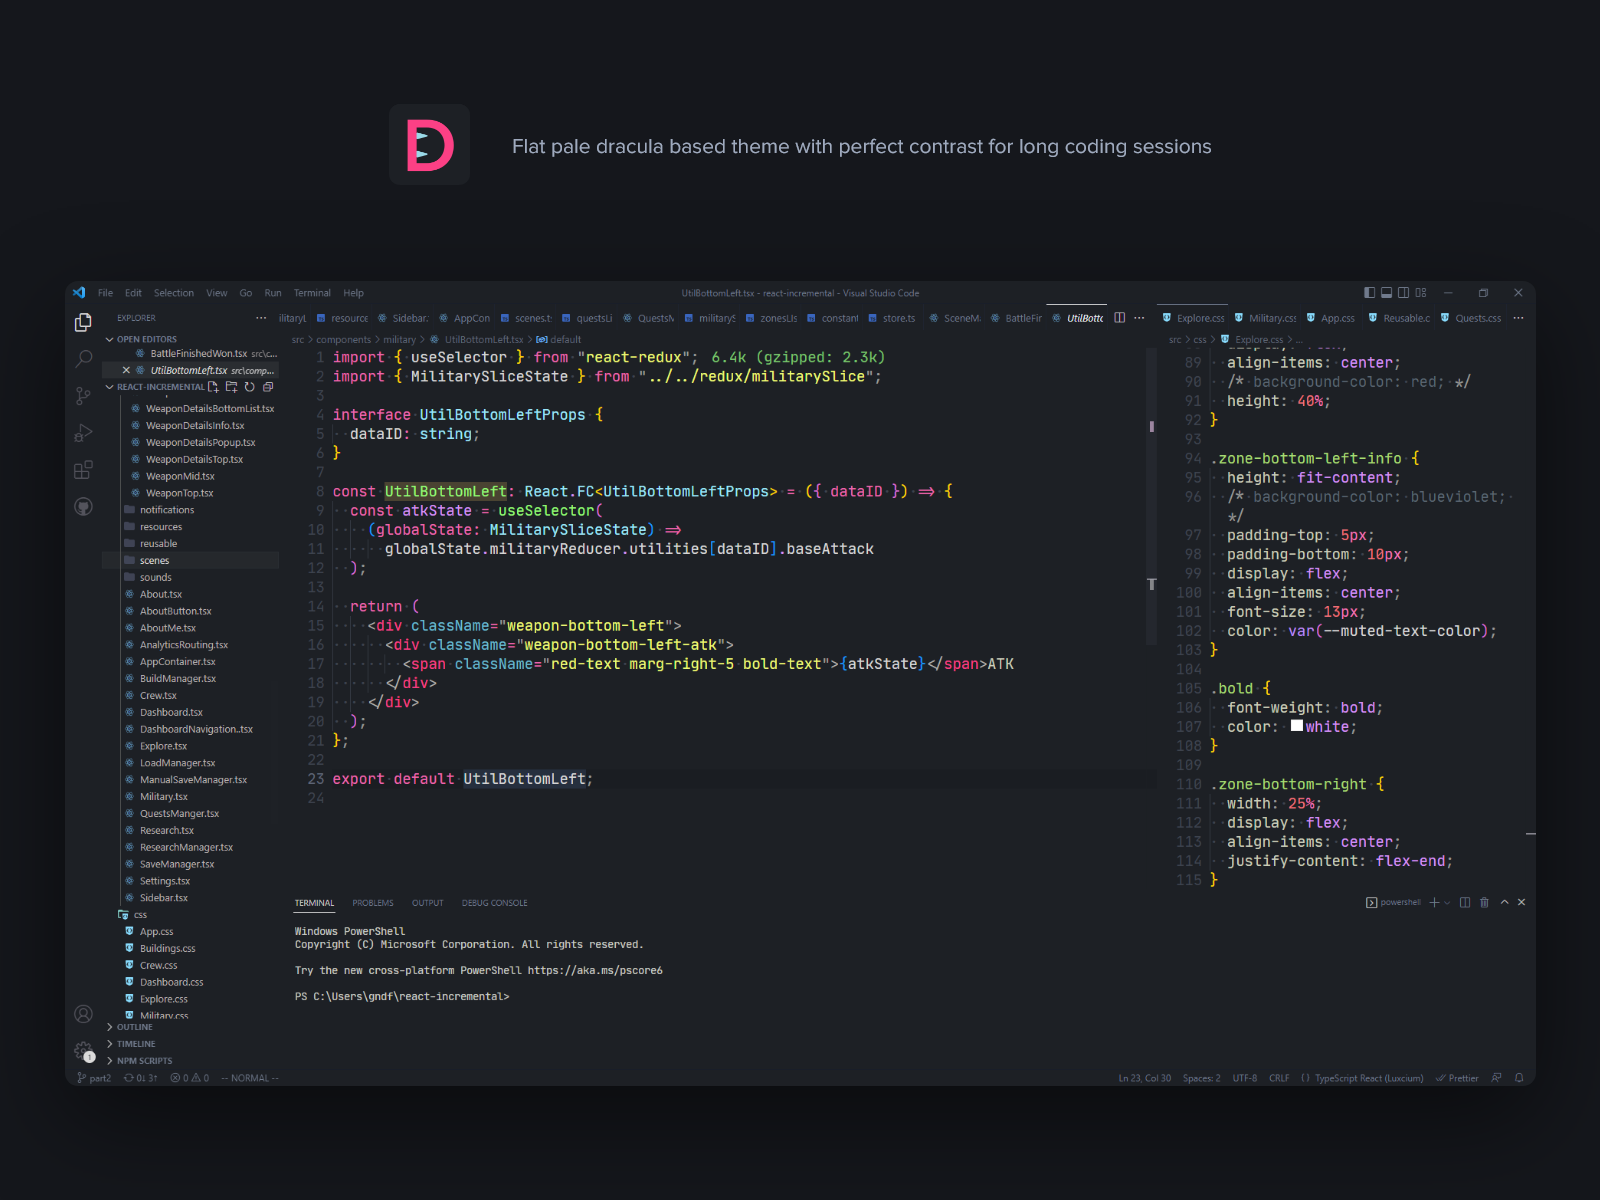 D
Flat pale dracula based theme with perfect contrast for long coding sessions
File Edit Selection View Go Run Terminal Help
UtilBottomLeft.tsx - react-incremental - Visual Studio Code
EXPLORER
OPEN EDITORS
BattleFinishedWon.tsx src\c...
UtilBottomLeft.tsx src\comp...
REACT-INCREMENTAL
WeaponDetailsBottomList.tsx
WeaponDetailsInfo.tsx
WeaponDetailsPopup.tsx
WeaponDetailsTop.tsx
WeaponMid.tsx
WeaponTop.tsx
notifications
resources
reusable
scenes
sounds
About.tsx
AboutButton.tsx
AboutMe.tsx
AnalyticsRouting.tsx
AppContainer.tsx
BuildManager.tsx
Crew.tsx
Dashboard.tsx
DashboardNavigation..tsx
Explore.tsx
LoadManager.tsx
ManualSaveManager.tsx
Military.tsx
QuestsManger.tsx
Research.tsx
ResearchManager.tsx
SaveManager.tsx
Settings.tsx
Sidebar.tsx
css
App.css
Buildings.css
Crew.css
Dashboard.css
Explore.css
Military.css
OUTLINE
TIMELINE
NPM SCRIPTS
resource Sidebar. AppCon scenes.t questsLi QuestsM militaryS zonesLis constant store.ts SceneM BattleFir UtilBottc
src > components > military > UtilBottomLeft.tsx > default
1 import { useSelector } from "react-redux"; 6.4k (gzipped: 2.3k)
2 import { MilitarySliceState } from "../../redux/militarySlice";
3
4 interface UtilBottomLeftProps {
5 dataID: string;
6 }
7
8 const UtilBottomLeft: React.FC<UtilBottomLeftProps> = ({ dataID }) => {
9 const atkState = useSelector(
10 (globalState: MilitarySliceState) =>
11 globalState.militaryReducer.utilities[dataID].baseAttack
12 );
13
14 return (
15 <div className="weapon-bottom-left">
16 <div className="weapon-bottom-left-atk">
17 <span className="red-text marg-right-5 bold-text">{atkState}</span>ATK
18 </div>
19 </div>
20 );
21 };
22
23 export default UtilBottomLeft;
24
Explore.css Military.css App.css Reusable.c Quests.css
src > css > Explore.css > ...
89 align-items: center;
90 /* background-color: red; */
91 height: 40%;
92 }
93
94 .zone-bottom-left-info {
95 height: fit-content;
96 /* background-color: blueviolet;
*/
97 padding-top: 5px;
98 padding-bottom: 10px;
99 display: flex;
100 align-items: center;
101 font-size: 13px;
102 color: var(--muted-text-color);
103 }
104
105 .bold {
106 font-weight: bold;
107 color: white;
108 }
109
110 .zone-bottom-right {
111 width: 25%;
112 display: flex;
113 align-items: center;
114 justify-content: flex-end;
115 }
TERMINAL PROBLEMS OUTPUT DEBUG CONSOLE
powershell
Windows PowerShell
Copyright (C) Microsoft Corporation. All rights reserved.
Try the new cross-platform PowerShell https://aka.ms/pscore6
PS C:\Users\gndf\react-incremental>
1
part2 0↓ 3↑ 0 0 -- NORMAL --
Ln 23, Col 30 Spaces: 2 UTF-8 CRLF TypeScript React (Luxcium) Prettier